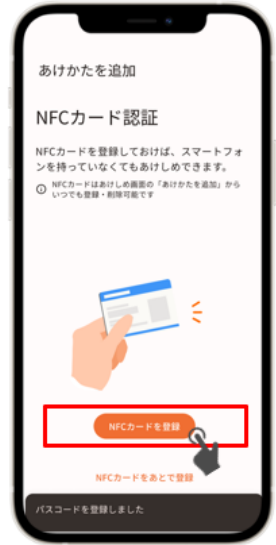 あけかたを追加
NFCカード認証
NFCカードを登録しておけば、スマートフォ
ンを持っていなくてもあけしめできます。
NFCカードはあけしめ画面の「あけかたを追加」から
いつでも登録・削除可能です
NFCカードを登録
NFCカードをあとで登録
パスコードを登録しました